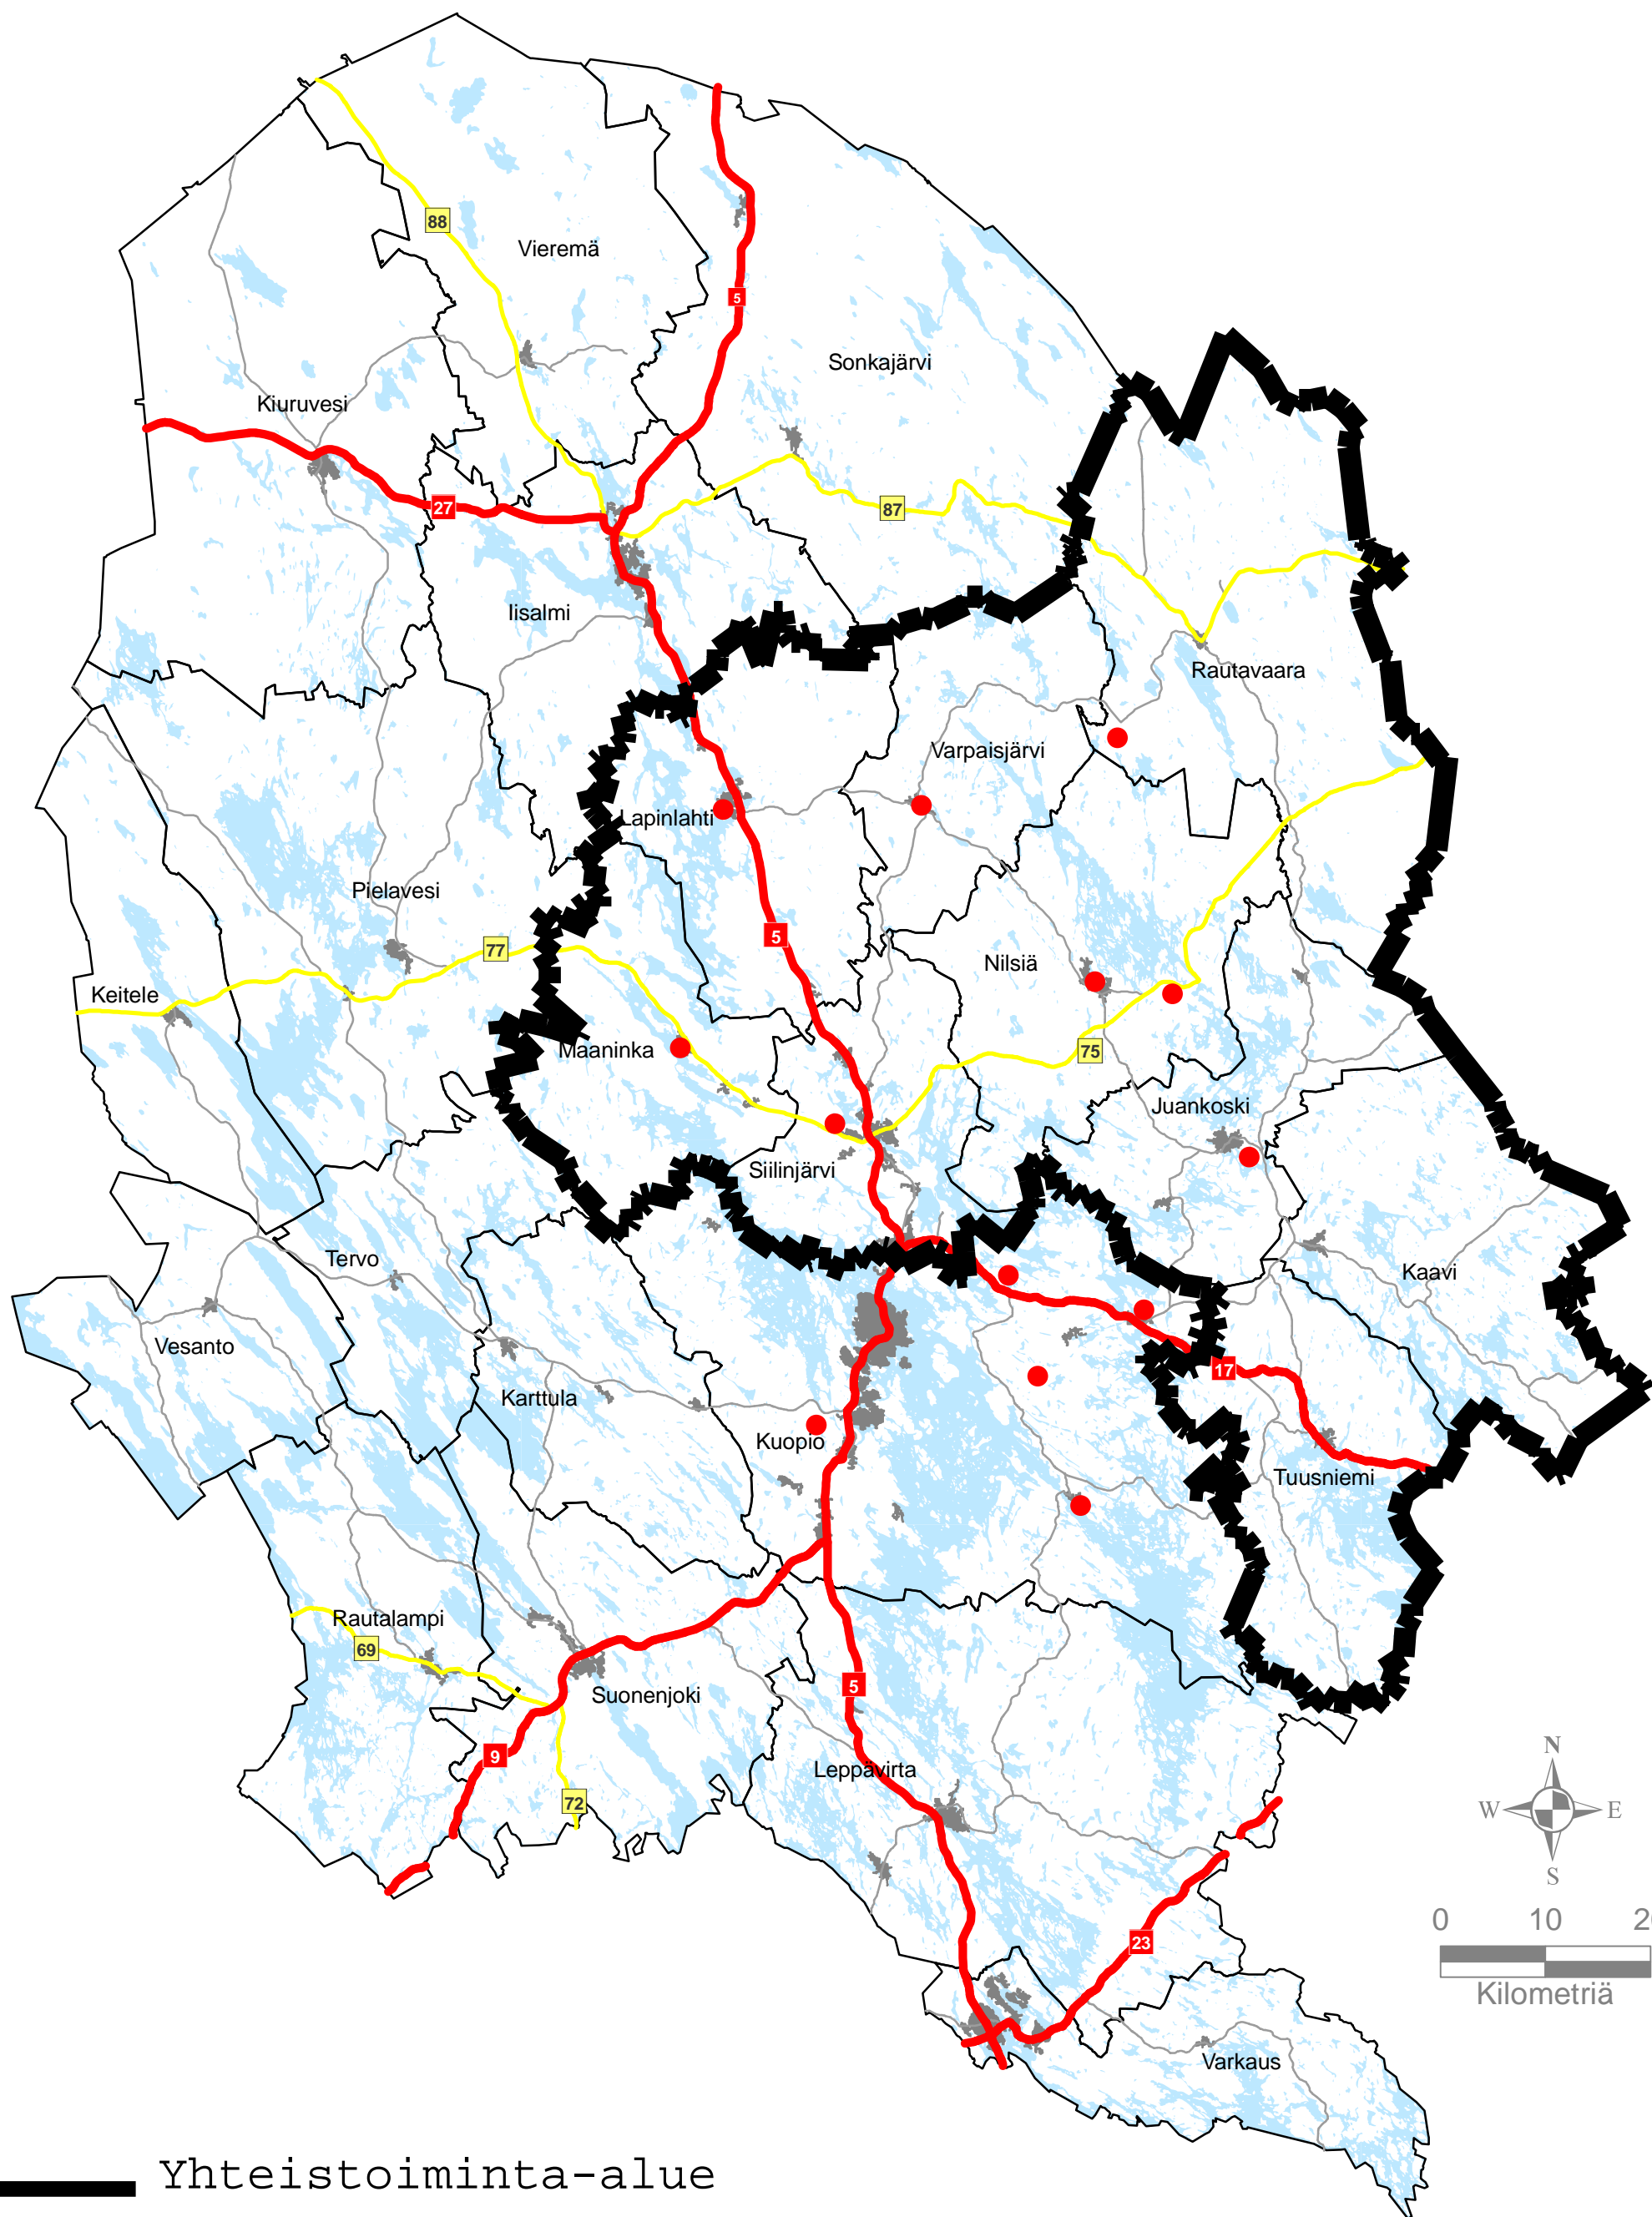 88
Vieremä
5
Sonkajärvi
Kiuruvesi
27
87
Iisalmi
Rautavaara
Varpaisjärvi
Lapinlahti
Pielavesi
5
77
Nilsiä
Keitele
Maaninka
75
Juankoski
Siilinjärvi
Tervo
Kaavi
Vesanto
17
Karttula
Kuopio
Tuusniemi
Rautalampi
69
5
Suonenjoki
9
Leppävirta
72
N
W E
S
0 10
23
Kilometriä
Varkaus
Yhteistoiminta-alue